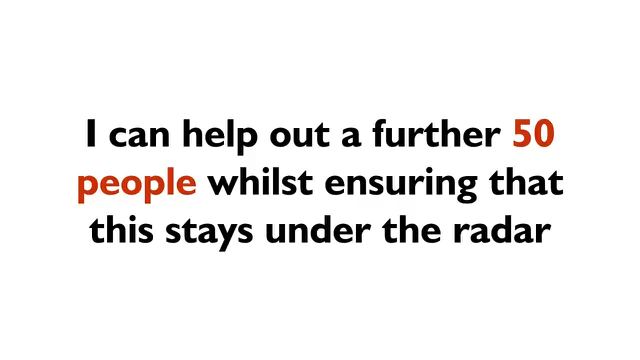 I can help out a further 50
people whilst ensuring that
this stays under the radar